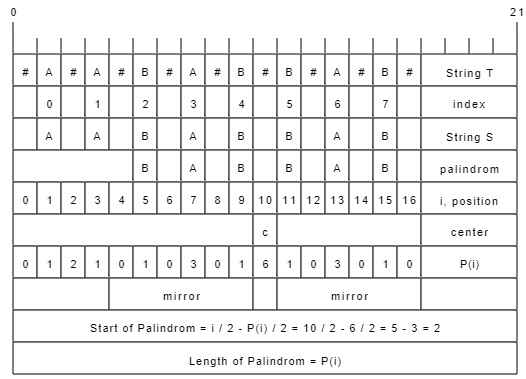 0 21
# A # A # B # A # B # B # A # B # String T
0 1 2 3 4 5 6 7 index
A A B A B B A B String S
B A B B A B palindrom
0 1 2 3 4 5 6 7 8 9 10 11 12 13 14 15 16 i, position
c center
0 1 2 1 0 1 0 3 0 1 6 1 0 3 0 1 0 P(i)
mirror mirror
Start of Palindrom = i / 2 - P(i) / 2 = 10 / 2 - 6 / 2 = 5 - 3 = 2
Length of Palindrom = P(i)